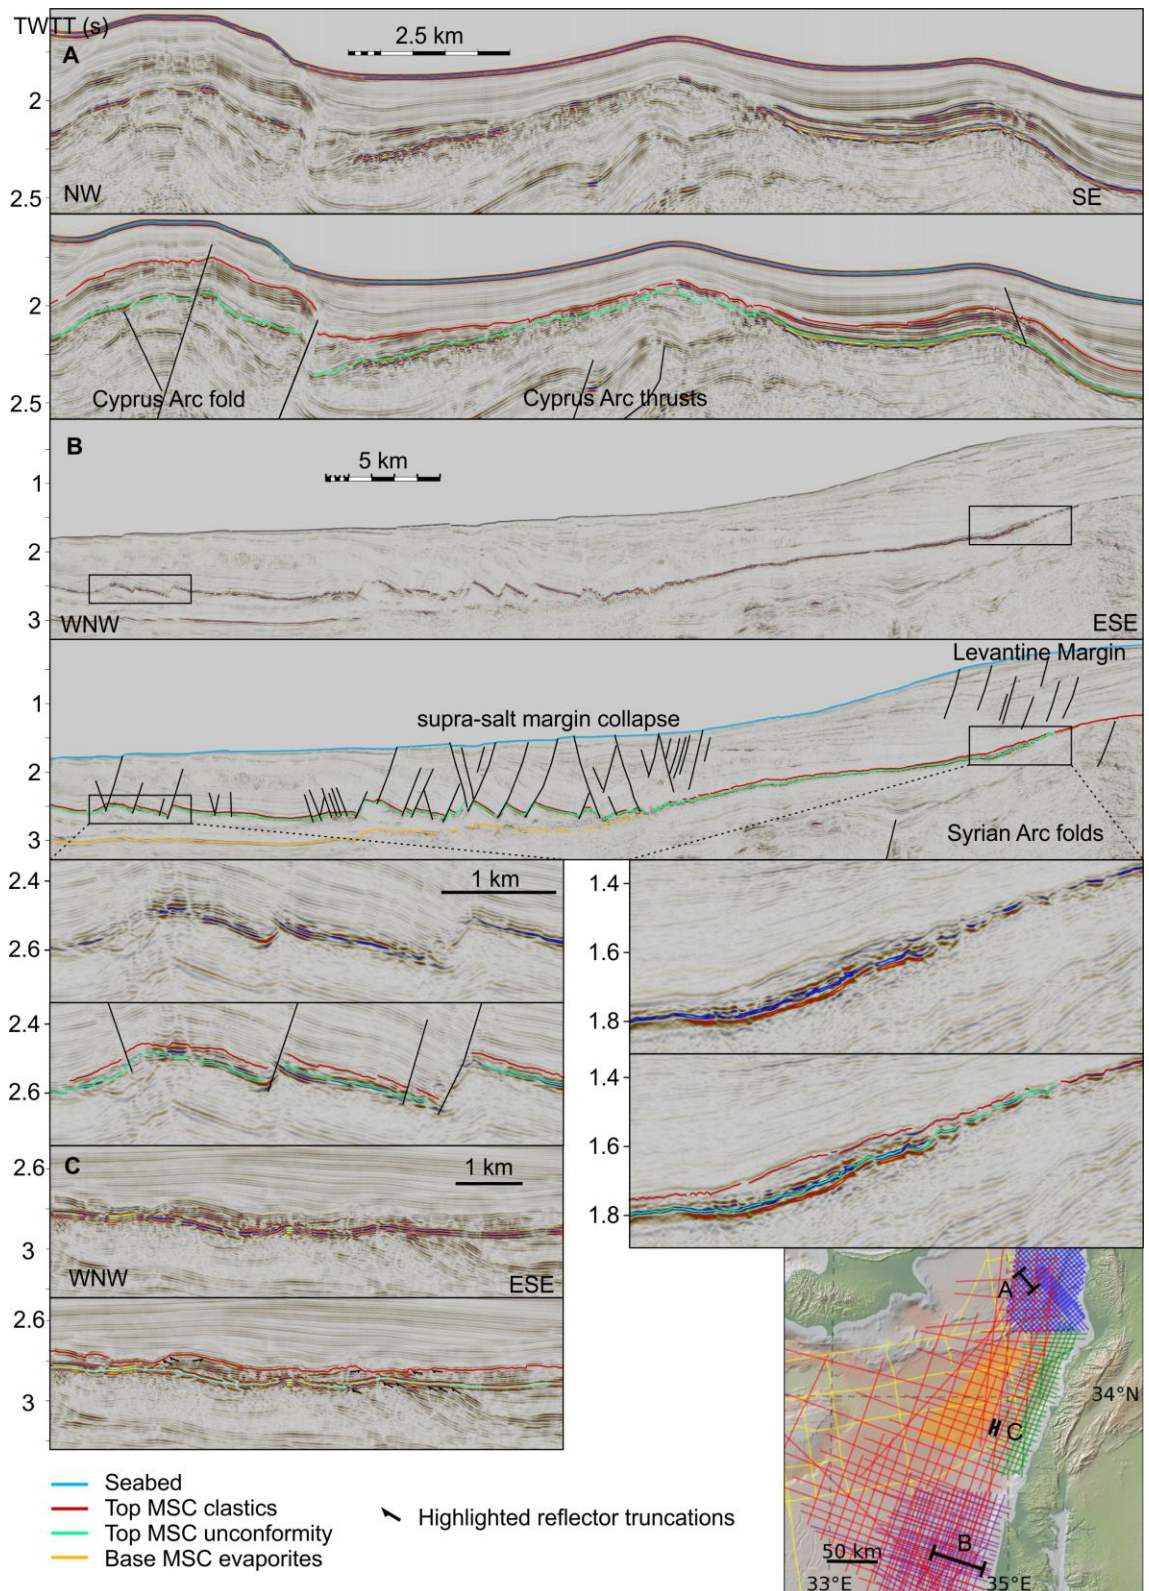 TWTT (s)
A
2.5 km
2
NW
SE
2.5
2
Cyprus Arc fold
Cyprus Arc thrusts
2.5
B
5 km
1
2
3
WNW
ESE
Levantine Margin
1
supra-salt margin collapse
2
3
Syrian Arc folds
2.4
1 km
2.6
2.4
2.6
1.4
1.6
1.8
1.4
1.6
1.8
C
2.6
1 km
3
WNW
ESE
2.6
3
A
34°N
C
B
50 km
33°E
35°E
Seabed
Top MSC clastics
Top MSC unconformity
Base MSC evaporites
Highlighted reflector truncations